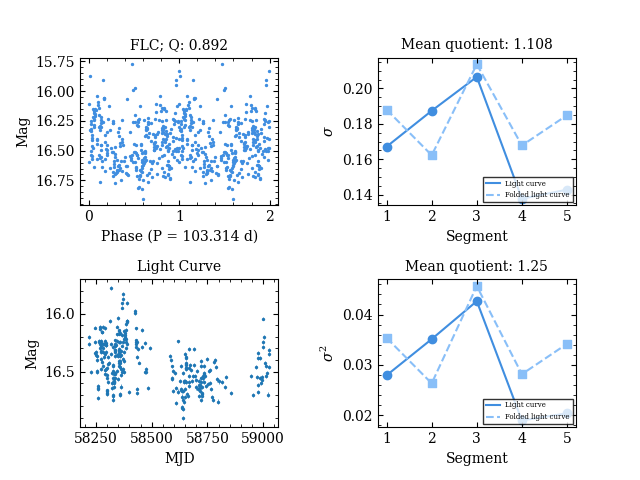 FLC; Q: 0.892
Mag
15.75
16.00
16.25
16.50
16.75
0
1
2
Phase (P = 103.314 d)
Mean quotient: 1.108
σ
0.20
0.18
0.16
0.14
Light curve
Folded light curve
1
2
3
4
5
Segment
Light Curve
Mag
16.0
16.5
58250
58500
58750
59000
MJD
Mean quotient: 1.25
σ²
0.04
0.03
0.02
Light curve
Folded light curve
1
2
3
4
5
Segment